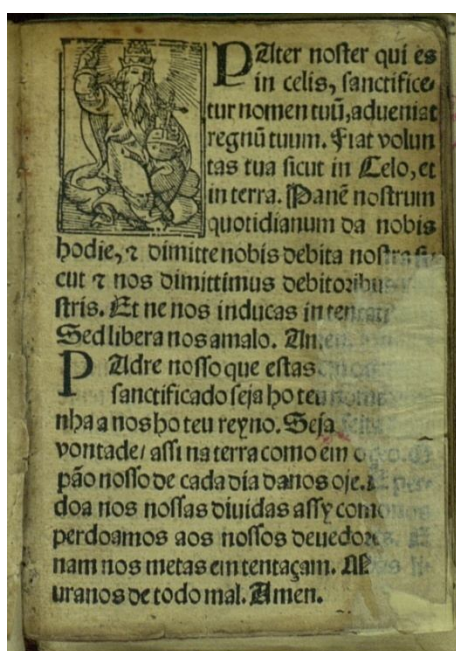 PAter noster qui es
in celis, sanctifice
tur nomen tuũ, adueniat
regnũ tuum. Fiat volun
tas tua sicut in Celo, et
in terra. Panē nostrum
quotidianum da nobis
hodie, ⁊ dimitte nobis debita nostra si
cut ⁊ nos dimittimus
stris. Et ne nos inducas in
Sed libera nos amalo. Amen.
PAdre nosso que estas
sanctificado seja ho teu
nha a nos ho teu reyno. Seja
vontade/ assi na terra como em
pão nosso de cada dia danos oje.
doa nos nossas diuidas assy como
perdoamos aos nossos
nam nos metas em tentaçam.
uranos de todo mal. Amen.